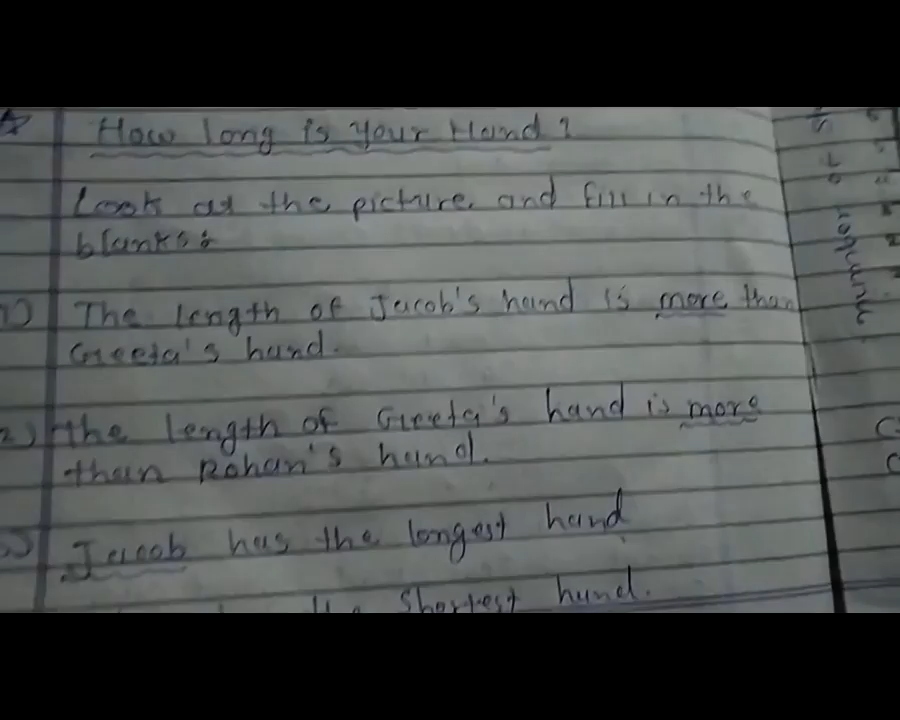 How long is your Hand?
Look at the picture and fill in the
blanks:
1) The length of Jacob's hand is more than
Geeta's hand.
2) the length of Geeta's hand is more
than Rohan's hand.
Jacob has the longest hand
the shortest hand.